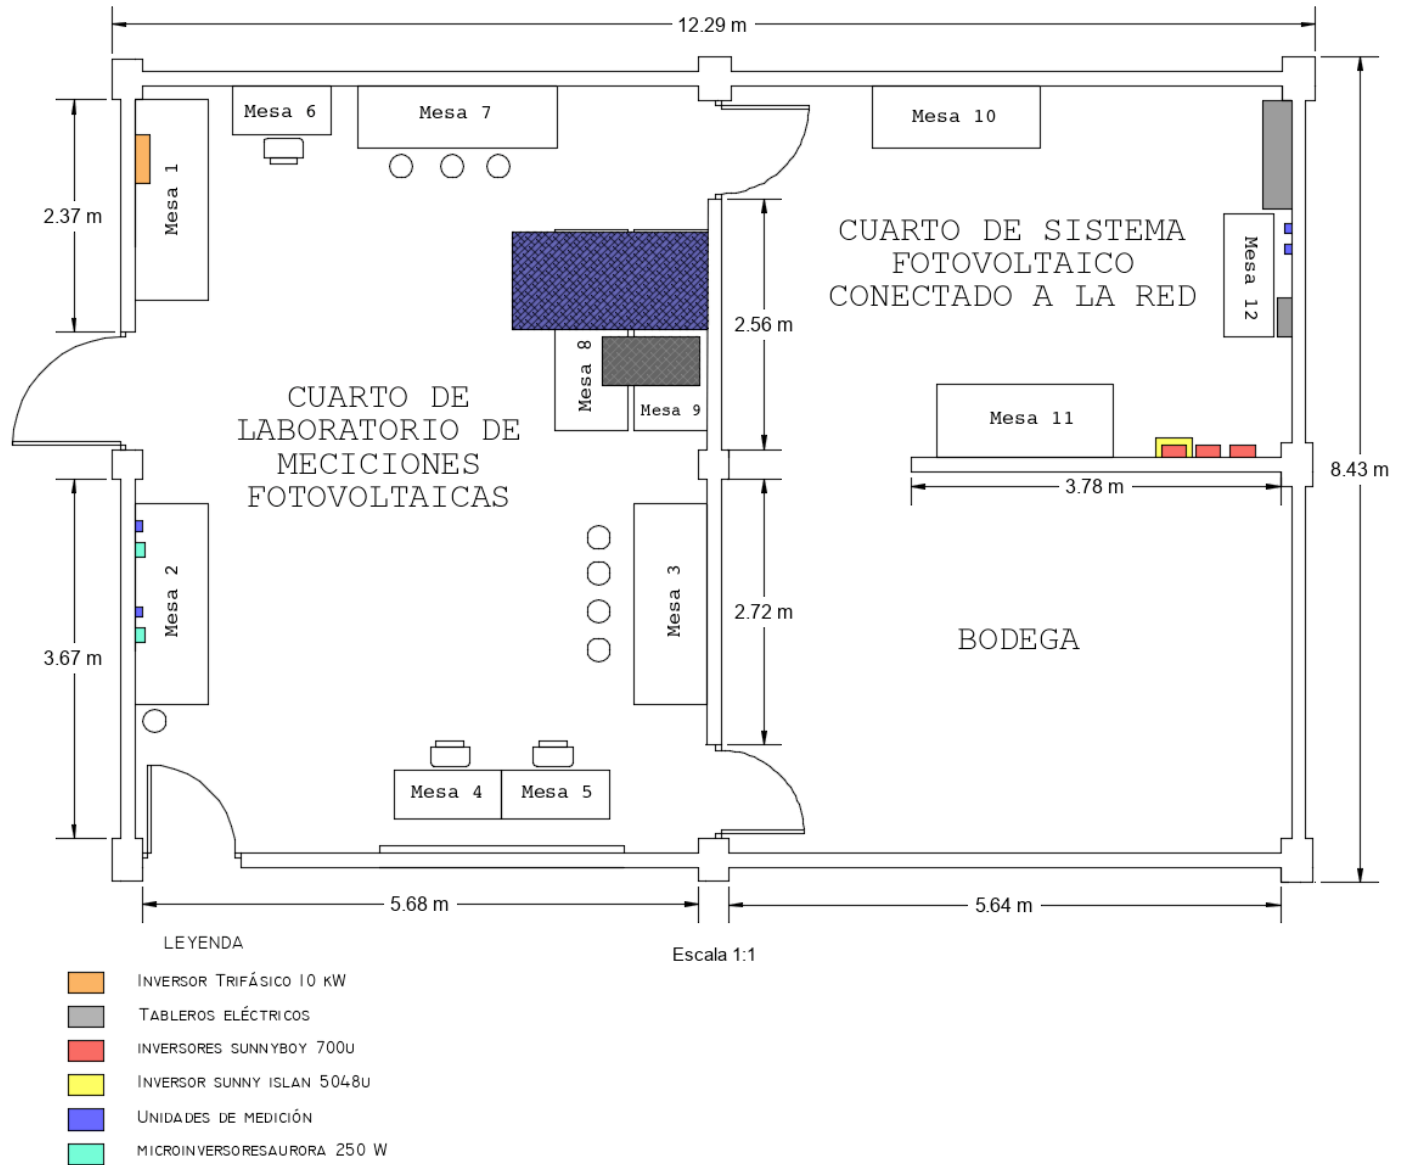 12.29 m
Mesa 6
Mesa 7
Mesa 10
Mesa 1
2.37 m
CUARTO DE SISTEMA
FOTOVOLTAICO
CONECTADO A LA RED
Mesa 12
2.56 m
Mesa 8
Mesa 9
CUARTO DE
LABORATORIO DE
MECICIONES
FOTOVOLTAICAS
Mesa 11
8.43 m
3.78 m
Mesa 2
Mesa 3
2.72 m
BODEGA
3.67 m
Mesa 4
Mesa 5
5.68 m
5.64 m
Escala 1:1
LEYENDA
INVERSOR TRIFÁSICO 10 KW
TABLEROS ELÉCTRICOS
INVERSORES SUNNYBOY 700U
INVERSOR SUNNY ISLAN 5048U
UNIDADES DE MEDICIÓN
MICROINVERSORESAURORA 250 W